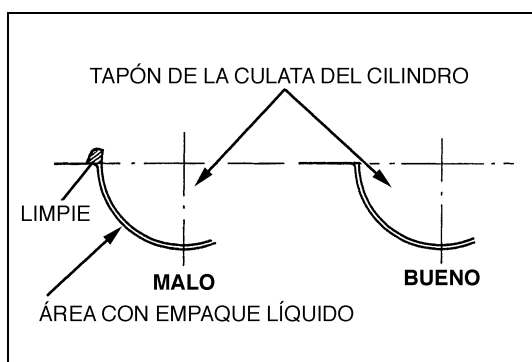 TAPÓN DE LA CULATA DEL CILINDRO
LIMPIE
MALO
BUENO
ÁREA CON EMPAQUE LÍQUIDO